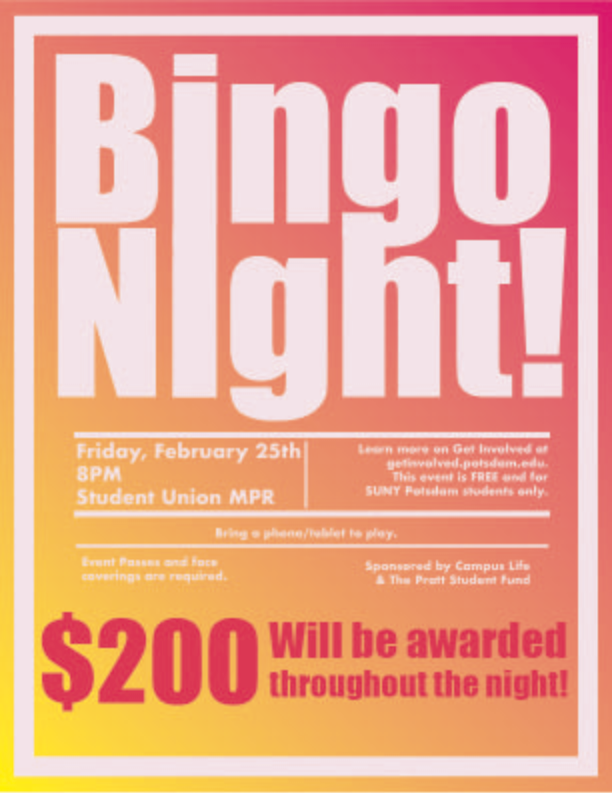 Bingo
Night!
Friday, February 25th
8PM
Student Union MPR
Learn more on Get Involved at
getinvolved.potsdam.edu.
This event is FREE and for
SUNY Potsdam students only.
Bring a phone/tablet to play.
Event Passes and face
coverings are required.
Sponsored by Campus Life
& The Pratt Student Fund
$200 Will be awarded
throughout the night!